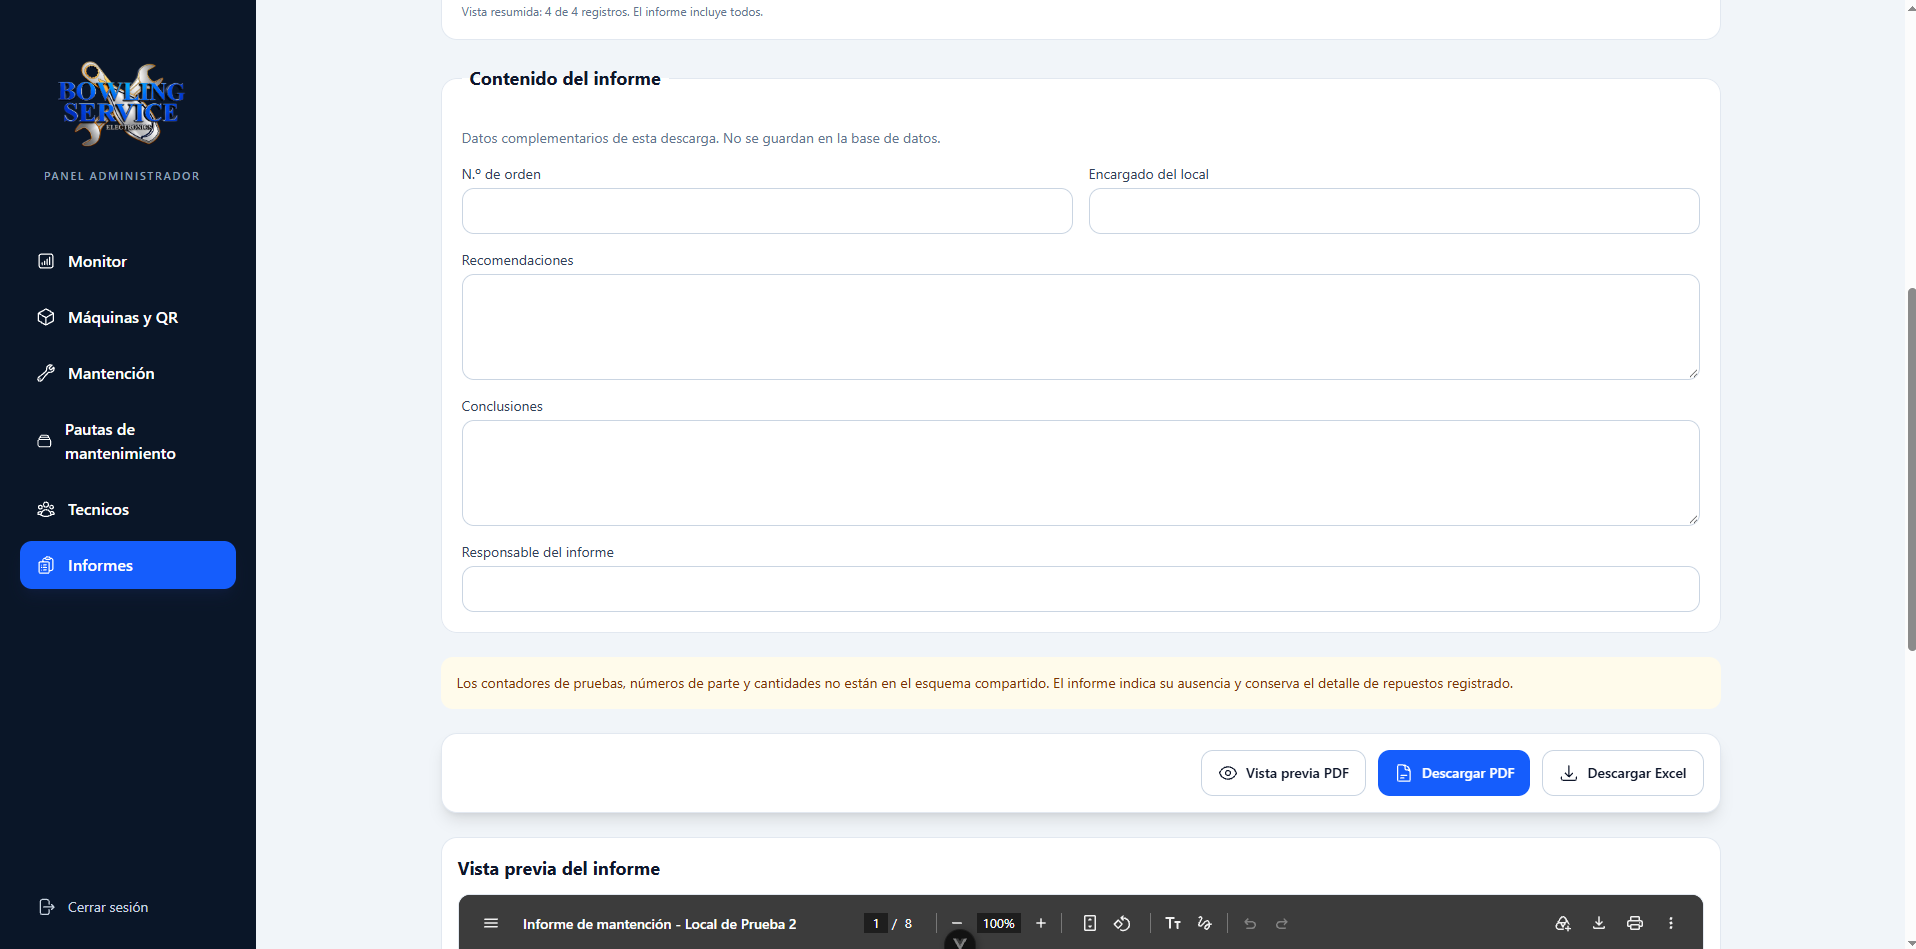 BOWLING
SERVICE
ELECTRONICS
PANEL ADMINISTRADOR
Monitor
Máquinas y QR
Mantención
Pautas de
mantenimiento
Tecnicos
Informes
Cerrar sesión
Vista resumida: 4 de 4 registros. El informe incluye todos.
Contenido del informe
Datos complementarios de esta descarga. No se guardan en la base de datos.
N.º de orden
Encargado del local
Recomendaciones
Conclusiones
Responsable del informe
Los contadores de pruebas, números de parte y cantidades no están en el esquema compartido. El informe indica su ausencia y conserva el detalle de repuestos registrado.
Vista previa PDF
Descargar PDF
Descargar Excel
Vista previa del informe
Informe de mantención - Local de Prueba 2
1 / 8
100%